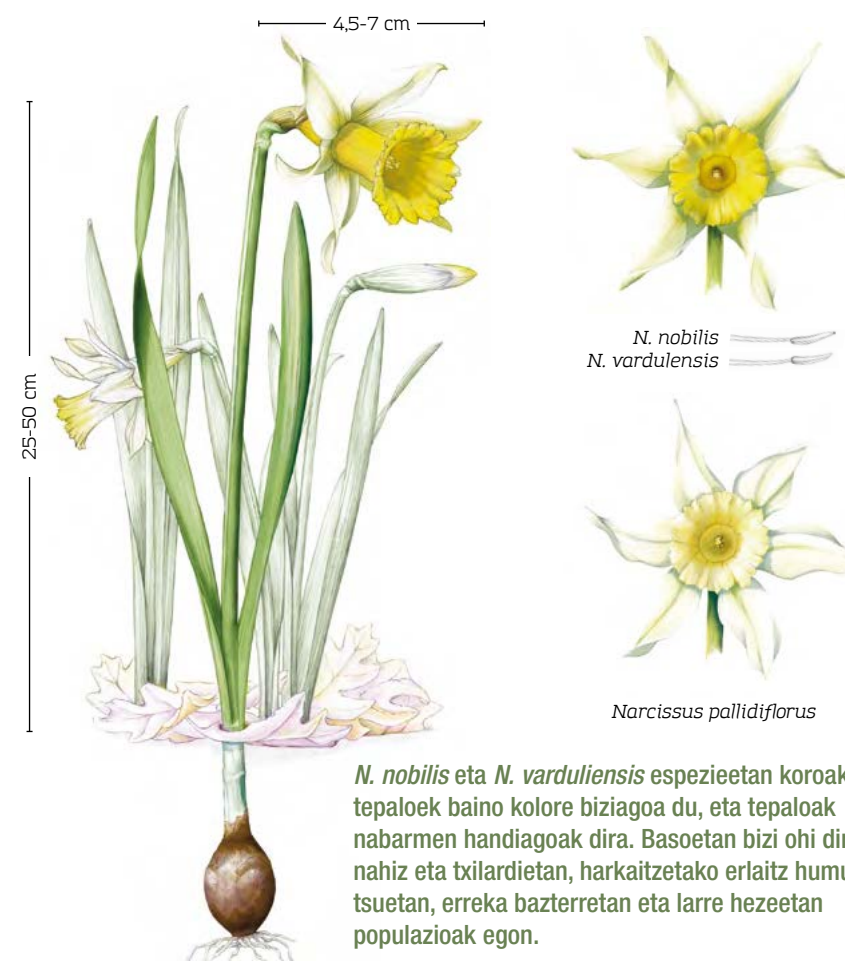 4,5-7 cm
25-50 cm
N. nobilis
N. vardulensis
Narcissus pallidiflorus
N. nobilis eta N. varduliensis espezieetan koroak
tepaloek baino kolore biziagoa du, eta tepaloak
nabarmen handiagoak dira. Basoetan bizi ohi
nahiz eta txilardietan, harkaitzetako erlaitz
tsuetan, erreka bazterretan eta larre hezeetan
populazioak egon.